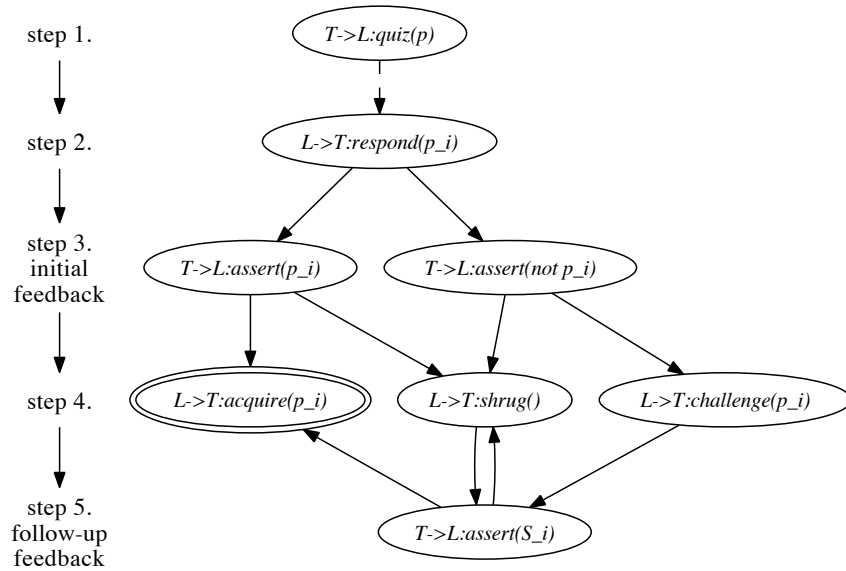 step 1.
T->L:quiz(p)
step 2.
L->T:respond(p_i)
step 3.
initial
feedback
T->L:assert(p_i)
T->L:assert(not p_i)
step 4.
L->T:acquire(p_i)
L->T:shrug()
L->T:challenge(p_i)
step 5.
follow-up
feedback
T->L:assert(S_i)